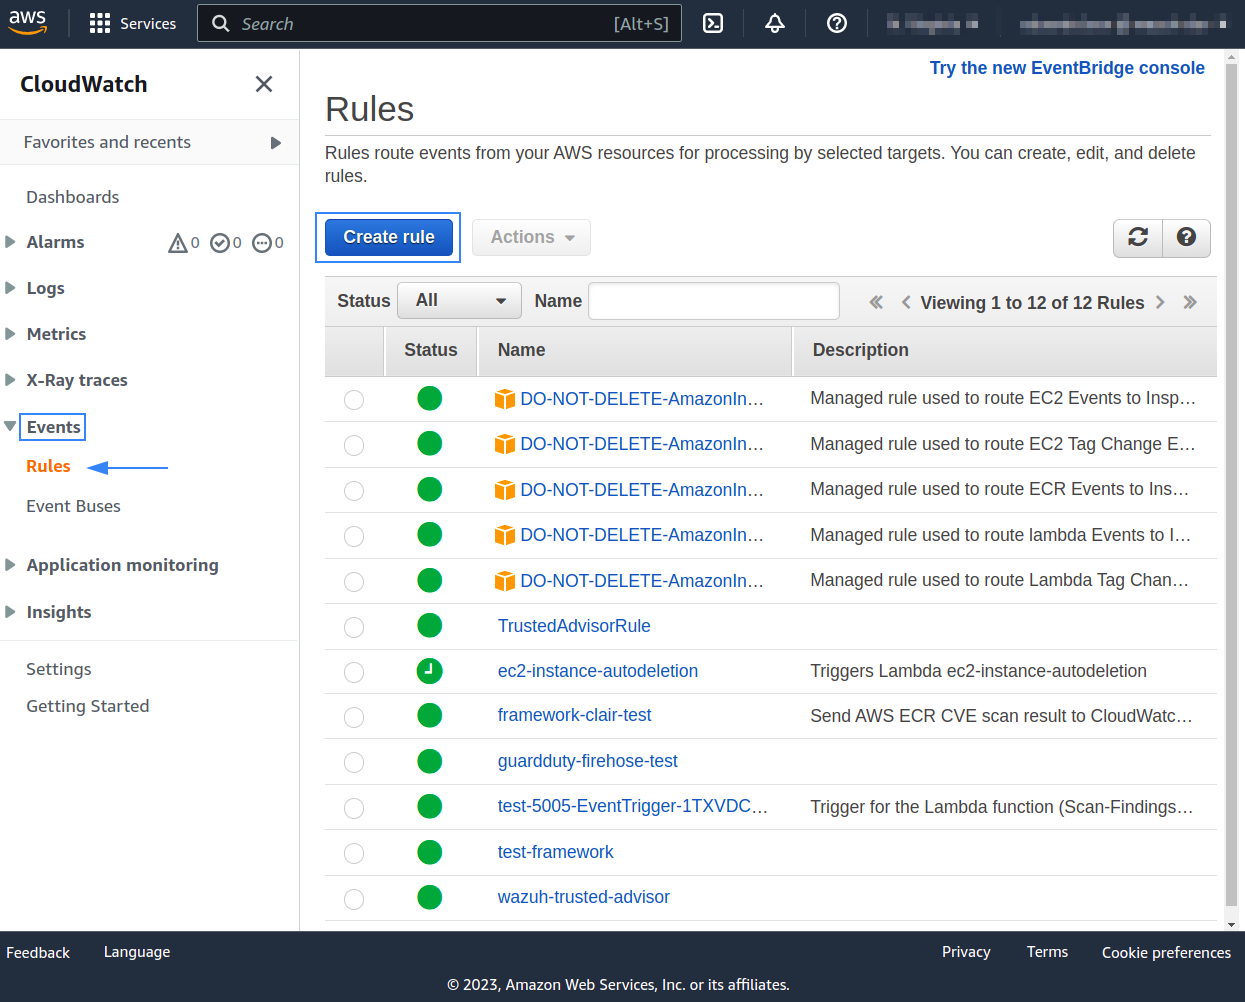 aws
Services
Search
[Alt+S]
CloudWatch
Favorites and recents
Dashboards
Alarms
0
0
0
Logs
Metrics
X-Ray traces
Events
Rules
Event Buses
Application monitoring
Insights
Settings
Getting Started
Try the new EventBridge console
Rules
Rules route events from your AWS resources for processing by selected targets. You can create, edit, and delete
rules.
Create rule
Actions
?
Status
All
Name
« < Viewing 1 to 12 of 12 Rules > »
Status Name Description
DO-NOT-DELETE-AmazonIn... Managed rule used to route EC2 Events to Insp...
DO-NOT-DELETE-AmazonIn... Managed rule used to route EC2 Tag Change E...
DO-NOT-DELETE-AmazonIn... Managed rule used to route ECR Events to Ins...
DO-NOT-DELETE-AmazonIn... Managed rule used to route lambda Events to I...
DO-NOT-DELETE-AmazonIn... Managed rule used to route Lambda Tag Chan...
TrustedAdvisorRule
ec2-instance-autodeletion Triggers Lambda ec2-instance-autodeletion
framework-clair-test Send AWS ECR CVE scan result to CloudWatc...
guardduty-firehose-test
test-5005-EventTrigger-1TXVDC... Trigger for the Lambda function (Scan-Findings...
test-framework
wazuh-trusted-advisor
Feedback Language Privacy Terms Cookie preferences
© 2023, Amazon Web Services, Inc. or its affiliates.